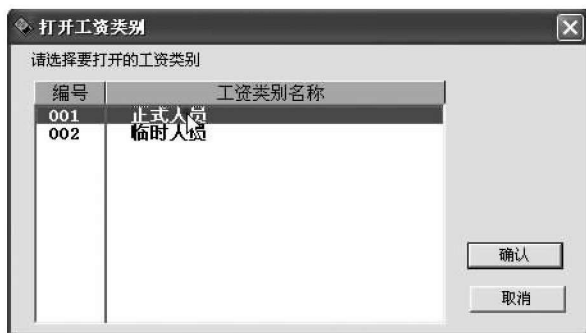 打开工资类别
请选择要打开的工资类别
编号 工资类别名称
001 正式人员
002 临时人员
确认
取消